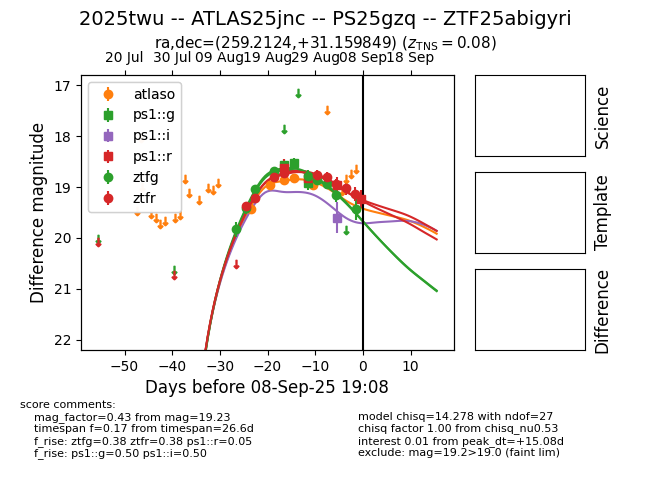 2025twu -- ATLAS25jnc -- PS25gzq -- ZTF25abigyri
ra,dec=(259.2124,+31.159849) (zTNS = 0.08)
20 Jul 30 Jul 09 Aug 19 Aug 29 Aug 08 Sep 18 Sep
17
18
19
20
21
22
Difference magnitude
atlaso
ps1::g
ps1::i
ps1::r
ztfg
ztfr
−50 −40 −30 −20 −10 0 10
Days before 08-Sep-25 19:08
Science
Template
Difference
score comments:
mag_factor=0.43 from mag=19.23
timespan f=0.17 from timespan=26.6d
f_rise: ztfg=0.38 ztfr=0.38 ps1::r=0.05
f_rise: ps1::g=0.50 ps1::i=0.50
model chisq=14.278 with ndof=27
chisq factor 1.00 from chisq_nu0.53
interest 0.01 from peak_dt=+15.08d
exclude: mag=19.2>19.0 (faint lim)